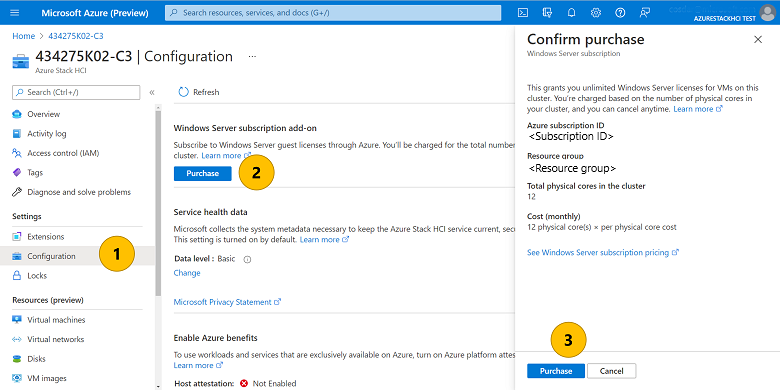 Microsoft Azure (Preview)
Search resources, services, and docs (G+/)
AZURESTACKHCI TEST
Home > 434275K02-C3
434275K02-C3 | Configuration ...
Azure Stack HCI
Search (Ctrl+/)
«
Overview
Activity log
Access control (IAM)
Tags
Diagnose and solve problems
Settings
Extensions
Configuration
1
Locks
Resources (preview)
Virtual machines
Virtual networks
Disks
VM images
Refresh
Windows Server subscription add-on
Subscribe to Windows Server guest licenses through Azure. You'll be charged for the total number
cluster. Learn more
Purchase
2
Service health data
Microsoft collects the system metadata necessary to keep the Azure Stack HCI service current, sec
This setting is turned on by default. Learn more
Data level : Basic
Change
Microsoft Privacy Statement
Enable Azure benefits
To use workloads and services that are exclusively available on Azure, turn on Azure platform attes
Host attestation: Not Enabled
Confirm purchase
Windows Server subscription
This grants you unlimited Windows Server licenses for VMs on this
cluster. You're charged based on the number of physical cores in
your cluster, and you can cancel anytime. Learn more
Azure subscription ID
<Subscription ID>
Resource group
<Resource group>
Total physical cores in the cluster
12
Cost (monthly)
12 physical core(s) × per physical core cost
See Windows Server subscription pricing
3
Purchase
Cancel